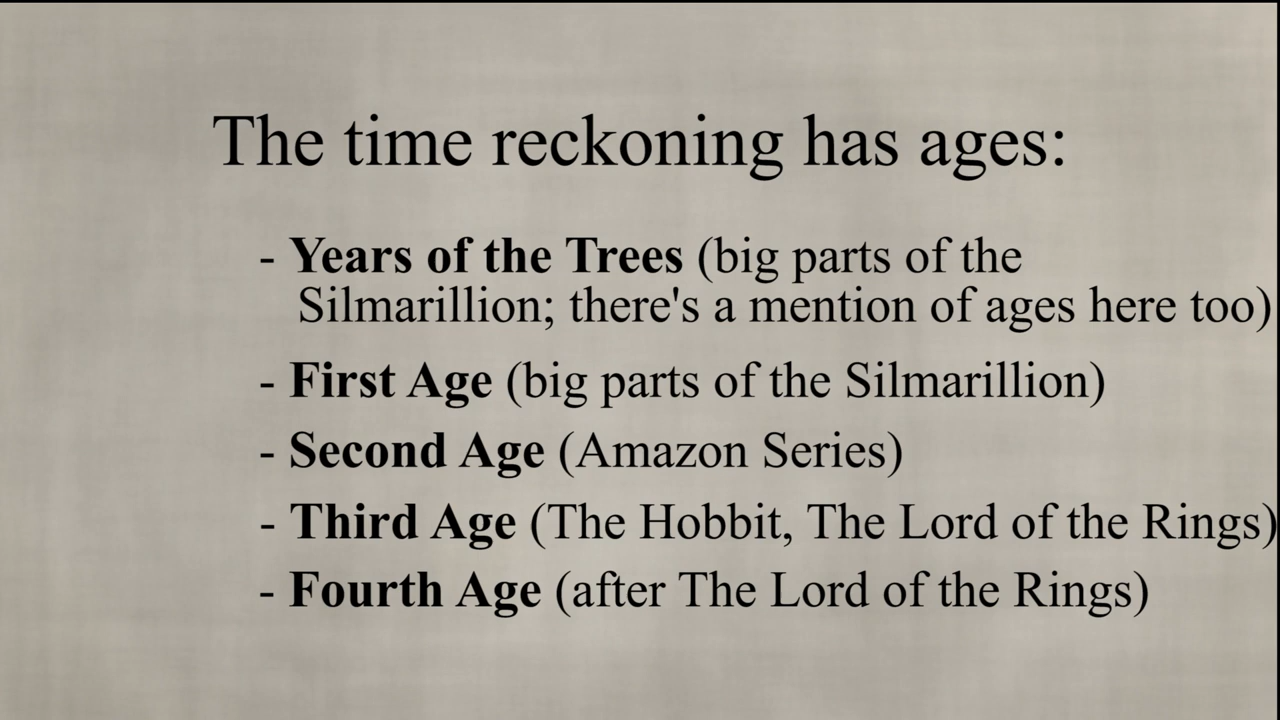 The time reckoning has ages:
- Years of the Trees (big parts of the
Silmarillion; there's a mention of ages here too)
- First Age (big parts of the Silmarillion)
- Second Age (Amazon Series)
- Third Age (The Hobbit, The Lord of the Rings)
- Fourth Age (after The Lord of the Rings)